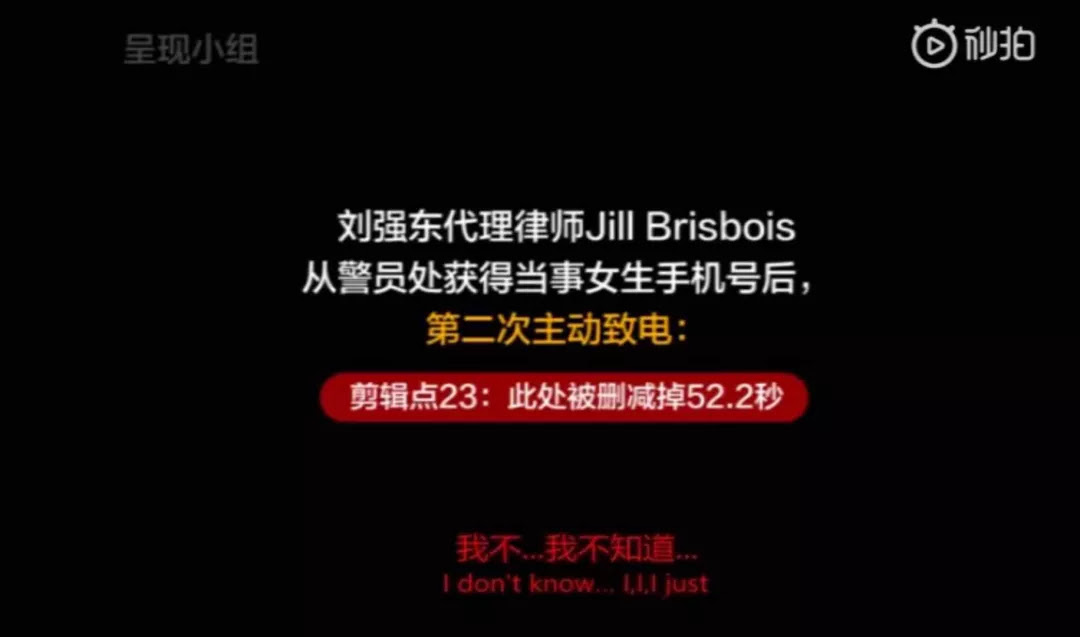 呈现小组
秒拍
刘强东代理律师Jill Brisbois
从警员处获得当事女生手机号后，
第二次主动致电：
剪辑点23：此处被删减掉52.2秒
我不...我不知道...
I don't know... I,I,I just